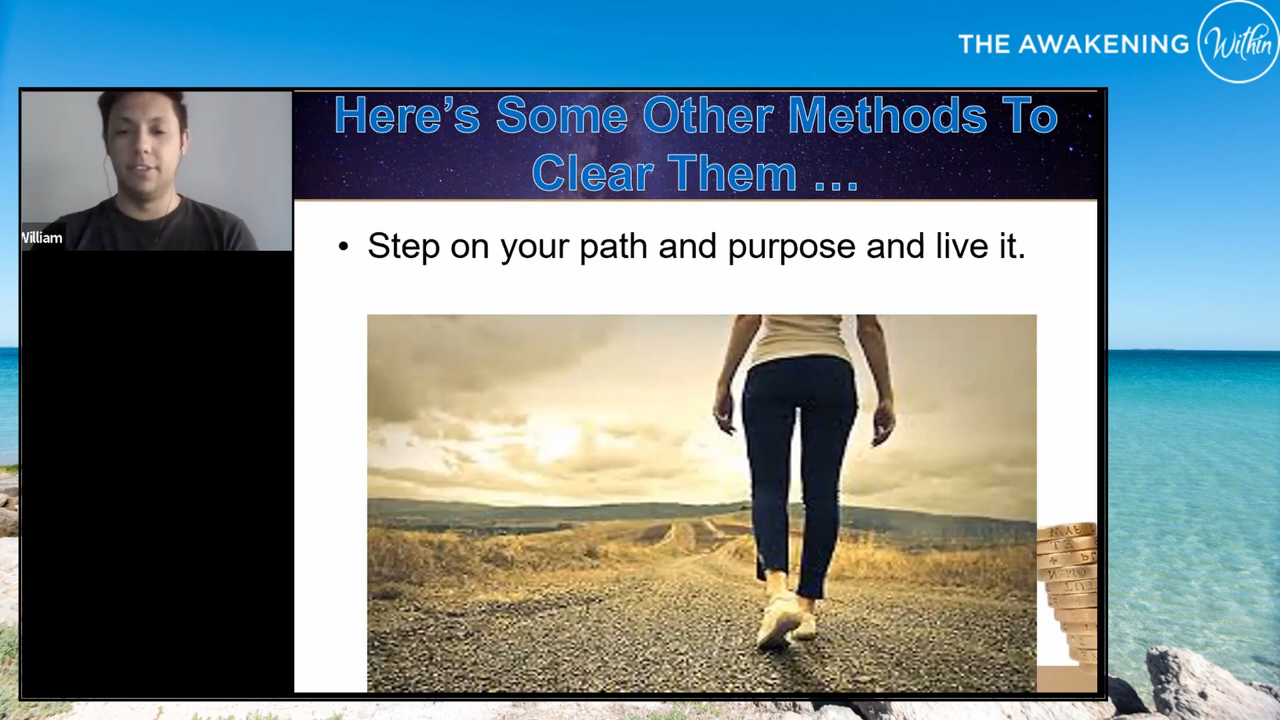 THE AWAKENING Within
Here's Some Other Methods To
Clear Them ...
William
• Step on your path and purpose and live it.